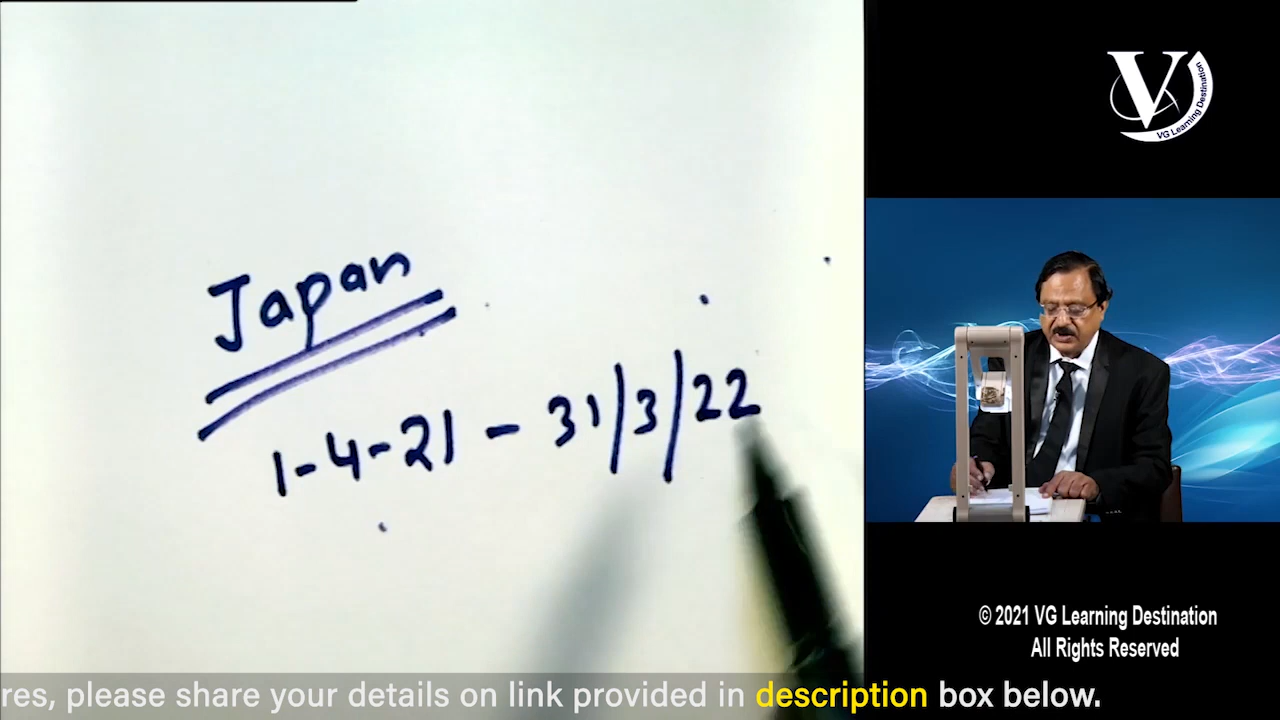 Japan
1-4-21 - 31/3/22
V
VG Learning Destination
© 2021 VG Learning Destination
All Rights Reserved
res, please share your details on link provided in description box below.